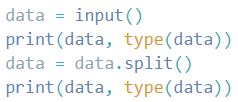 data = input()
print(data, type(data))
data = data.split()
print(data, type(data))